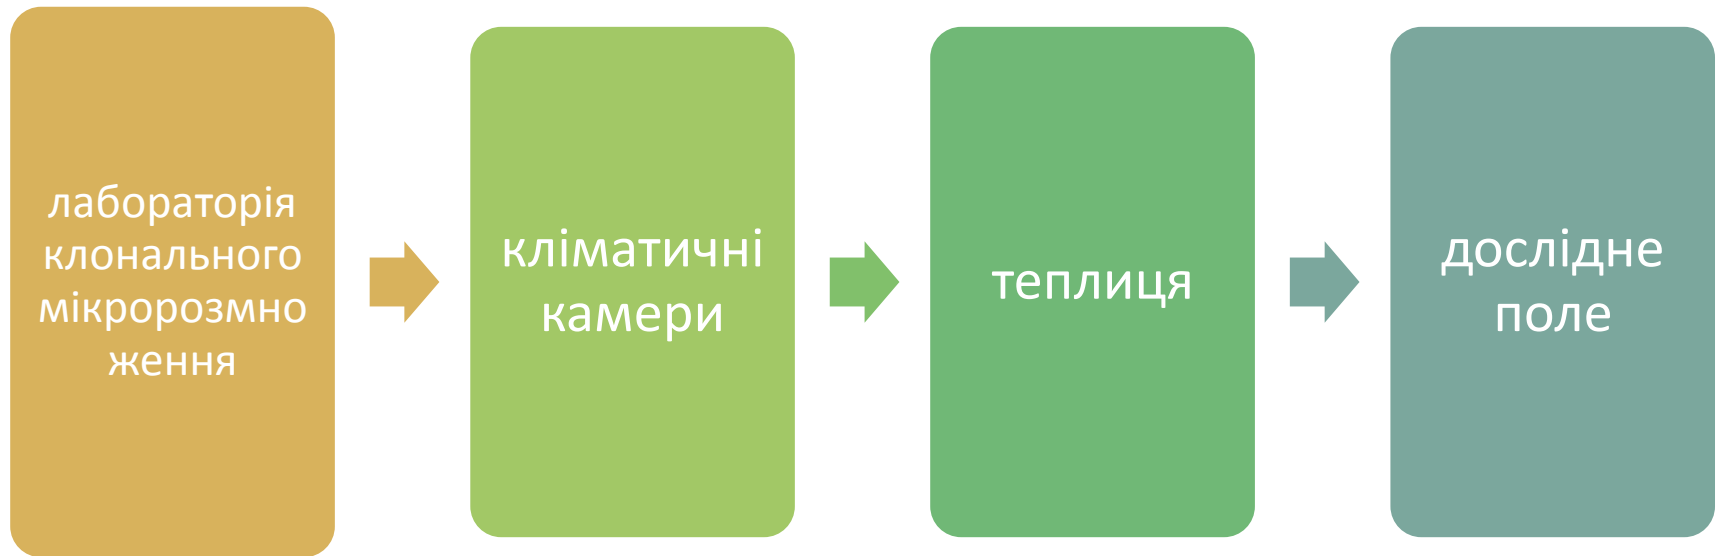 лабораторія
клонального
мікророзмно
ження
кліматичні
камери
теплиця
дослідне
поле